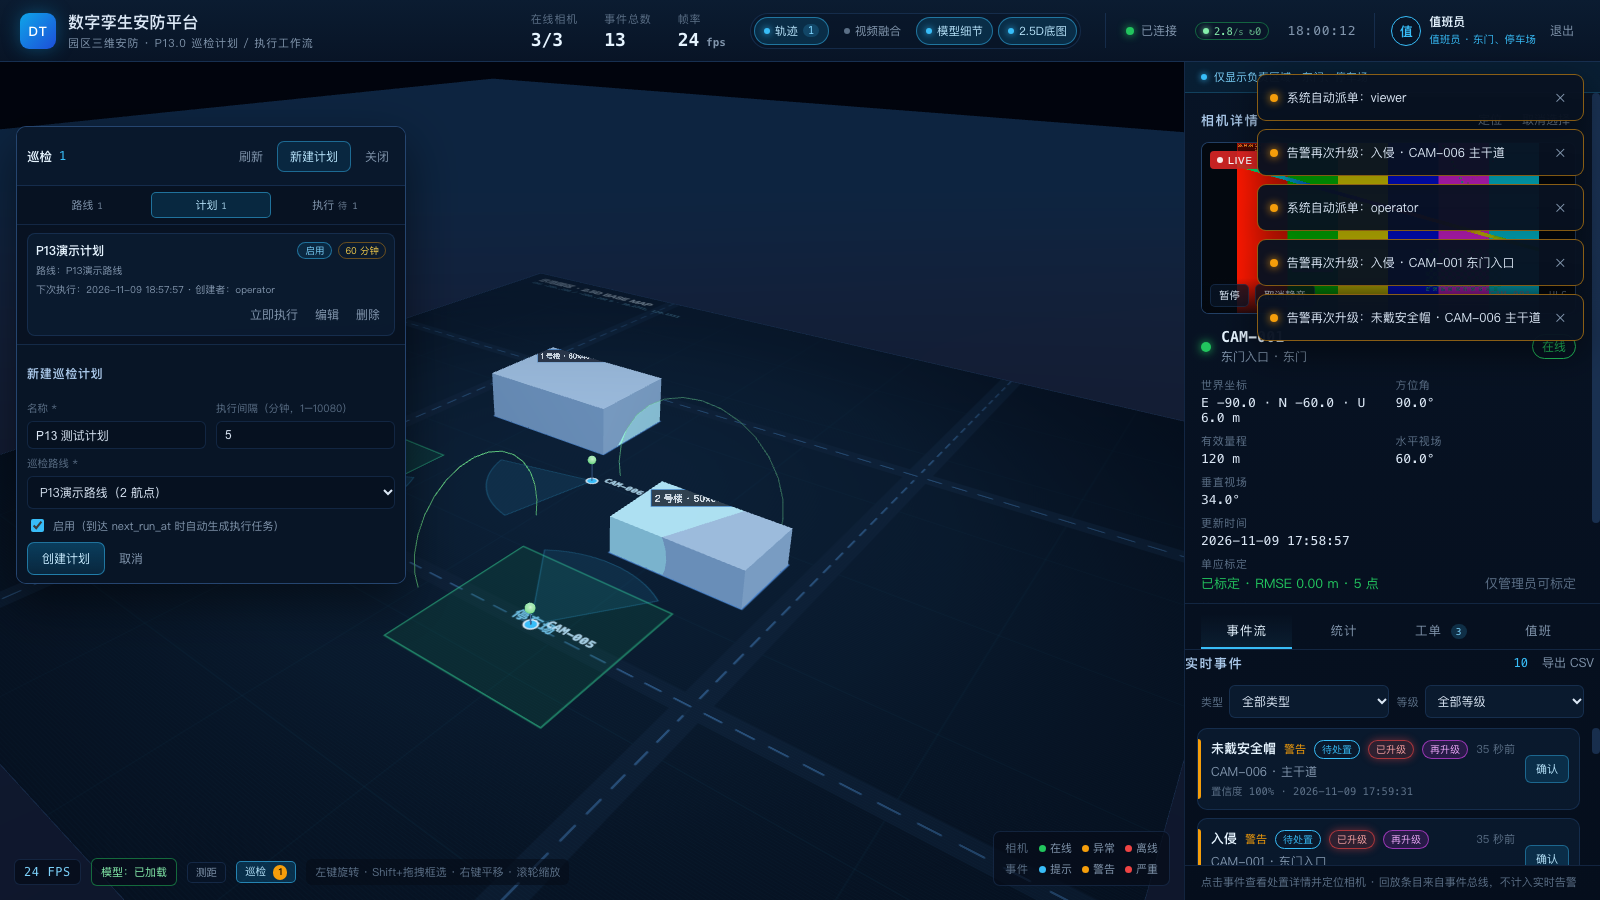 DT
数字孪生安防平台
园区三维安防 · P13.0 巡检计划 / 执行工作流
在线相机
3/3
事件总数
13
帧率
24 fps
轨迹 1
视频融合
模型细节
2.5D底图
已连接
2.8/s ↻0
18:00:12
值
值班员
值班员 · 东门、停车场
退出
巡检 1
刷新
新建计划
关闭
路线 1
计划 1
执行 待 1
P13演示计划
启用
60 分钟
路线：P13演示路线
下次执行：2026-11-09 18:57:57 · 创建者：operator
立即执行
编辑
删除
新建巡检计划
名称 *
执行间隔（分钟，1—10080）
P13 测试计划
5
巡检路线 *
P13演示路线（2 航点）
启用（到达 next_run_at 时自动生成执行任务）
创建计划
取消
2.5D BASE MAP
1 号楼 · 60x40
CAM-006
2 号楼 · 50x
停车场
CAM-005
24 FPS
模型：已加载
测距
巡检 1
左键旋转 · Shift+拖拽框选 · 右键平移 · 滚轮缩放
相机
在线
异常
离线
事件
提示
警告
严重
系统自动派单：viewer
告警再次升级：入侵 · CAM-006 主干道
系统自动派单：operator
告警再次升级：入侵 · CAM-001 东门入口
告警再次升级：未戴安全帽 · CAM-006 主干道
仅显示负
相机详情
LIVE
暂停
CAM-
东门入口 · 东门
在线
世界坐标
E -90.0 · N -60.0 · U 6.0 m
方位角
90.0°
有效量程
120 m
水平视场
60.0°
垂直视场
34.0°
更新时间
2026-11-09 17:58:57
单应标定
已标定 · RMSE 0.00 m · 5 点
仅管理员可标定
事件流
统计
工单 3
值班
实时事件
10
导出 CSV
类型
全部类型
等级
全部等级
未戴安全帽 警告 待处置 已升级 再升级 35 秒前
CAM-006 · 主干道
置信度 100% · 2026-11-09 17:59:31
确认
入侵 警告 待处置 已升级 再升级 35 秒前
CAM-001 · 东门入口
确认
点击事件查看处置详情并定位相机 · 回放条目来自事件总线，不计入实时告警